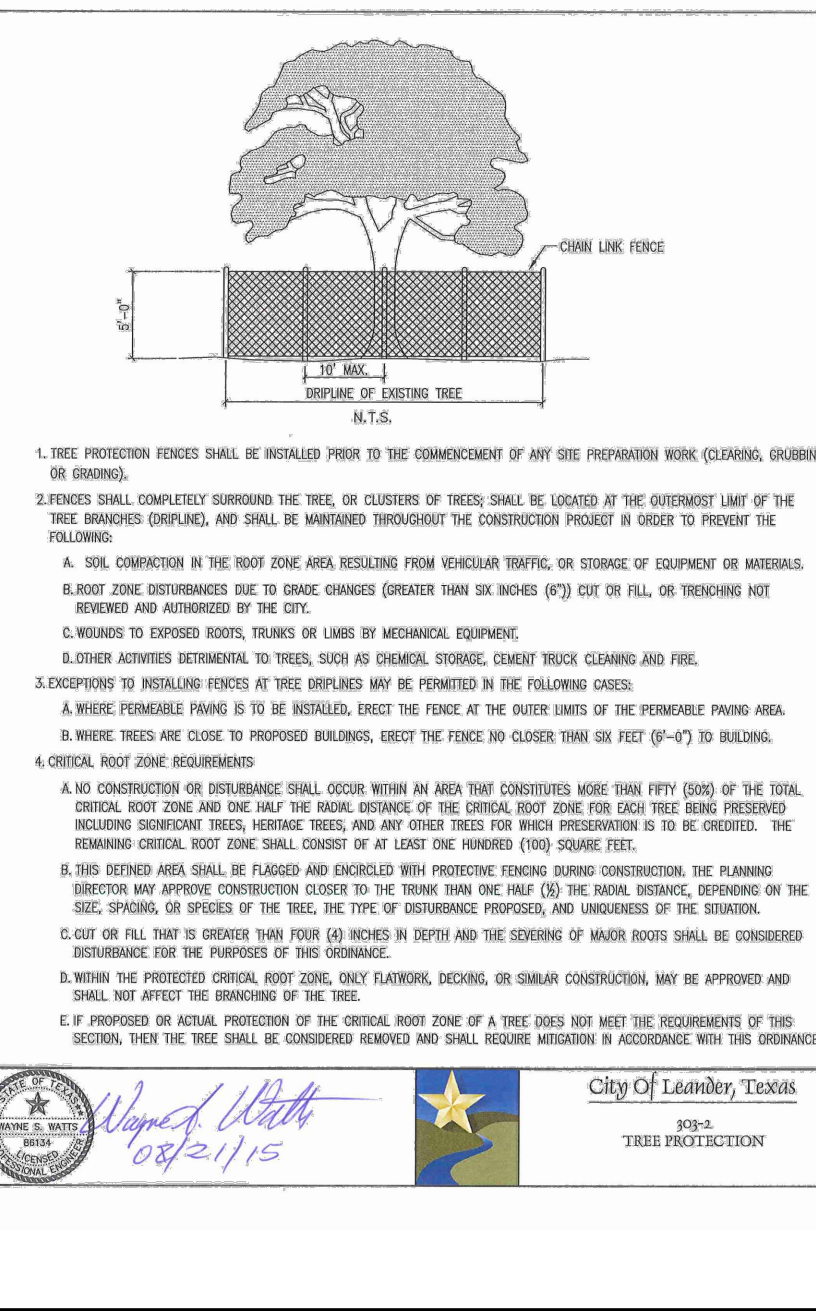 CHAIN LINK FENCE
5'-0"
10' MAX.
DRIPLINE OF EXISTING TREE
N.T.S.
1. TREE PROTECTION FENCES SHALL BE INSTALLED PRIOR TO THE COMMENCEMENT OF ANY SITE PREPARATION WORK (CLEARING, GRUBBIN
OR GRADING).
2. FENCES SHALL COMPLETELY SURROUND THE TREE, OR CLUSTERS OF TREES; SHALL BE LOCATED AT THE OUTERMOST LIMIT OF THE
TREE BRANCHES (DRIPLINE), AND SHALL BE MAINTAINED THROUGHOUT THE CONSTRUCTION PROJECT IN ORDER TO PREVENT THE
FOLLOWING:
A. SOIL COMPACTION IN THE ROOT ZONE AREA RESULTING FROM VEHICULAR TRAFFIC, OR STORAGE OF EQUIPMENT OR MATERIALS.
B. ROOT ZONE DISTURBANCES DUE TO GRADE CHANGES (GREATER THAN SIX INCHES (6")) CUT OR FILL, OR TRENCHING NOT
REVIEWED AND AUTHORIZED BY THE CITY.
C. WOUNDS TO EXPOSED ROOTS, TRUNKS OR LIMBS BY MECHANICAL EQUIPMENT.
D. OTHER ACTIVITIES DETRIMENTAL TO TREES, SUCH AS CHEMICAL STORAGE, CEMENT TRUCK CLEANING AND FIRE.
3. EXCEPTIONS TO INSTALLING FENCES AT TREE DRIPLINES MAY BE PERMITTED IN THE FOLLOWING CASES:
A. WHERE PERMEABLE PAVING IS TO BE INSTALLED, ERECT THE FENCE AT THE OUTER LIMITS OF THE PERMEABLE PAVING AREA.
B. WHERE TREES ARE CLOSE TO PROPOSED BUILDINGS, ERECT THE FENCE NO CLOSER THAN SIX FEET (6'-0") TO BUILDING.
4. CRITICAL ROOT ZONE REQUIREMENTS
A. NO CONSTRUCTION OR DISTURBANCE SHALL OCCUR WITHIN AN AREA THAT CONSTITUTES MORE THAN FIFTY (50%) OF THE TOTAL
CRITICAL ROOT ZONE AND ONE HALF THE RADIAL DISTANCE OF THE CRITICAL ROOT ZONE FOR EACH TREE BEING PRESERVED
INCLUDING SIGNIFICANT TREES, HERITAGE TREES, AND ANY OTHER TREES FOR WHICH PRESERVATION IS TO BE CREDITED. THE
REMAINING CRITICAL ROOT ZONE SHALL CONSIST OF AT LEAST ONE HUNDRED (100) SQUARE FEET.
B. THIS DEFINED AREA SHALL BE FLAGGED AND ENCIRCLED WITH PROTECTIVE FENCING DURING CONSTRUCTION. THE PLANNING
DIRECTOR MAY APPROVE CONSTRUCTION CLOSER TO THE TRUNK THAN ONE HALF (½) THE RADIAL DISTANCE, DEPENDING ON THE
SIZE, SPACING, OR SPECIES OF THE TREE, THE TYPE OF DISTURBANCE PROPOSED, AND UNIQUENESS OF THE SITUATION.
C. CUT OR FILL THAT IS GREATER THAN FOUR (4) INCHES IN DEPTH AND THE SEVERING OF MAJOR ROOTS SHALL BE CONSIDERED
DISTURBANCE FOR THE PURPOSES OF THIS ORDINANCE.
D. WITHIN THE PROTECTED CRITICAL ROOT ZONE, ONLY FLATWORK, DECKING, OR SIMILAR CONSTRUCTION, MAY BE APPROVED AND
SHALL NOT AFFECT THE BRANCHING OF THE TREE.
E. IF PROPOSED OR ACTUAL PROTECTION OF THE CRITICAL ROOT ZONE OF A TREE DOES NOT MEET THE REQUIREMENTS OF THIS
SECTION, THEN THE TREE SHALL BE CONSIDERED REMOVED AND SHALL REQUIRE MITIGATION IN ACCORDANCE WITH THIS ORDINANCE
STATE OF TEXAS
WAYNE S. WATTS
86134
LICENSED
PROFESSIONAL ENGINEER
Wayne S. Watts
08/21/15
City Of Leander, Texas
303-2
TREE PROTECTION